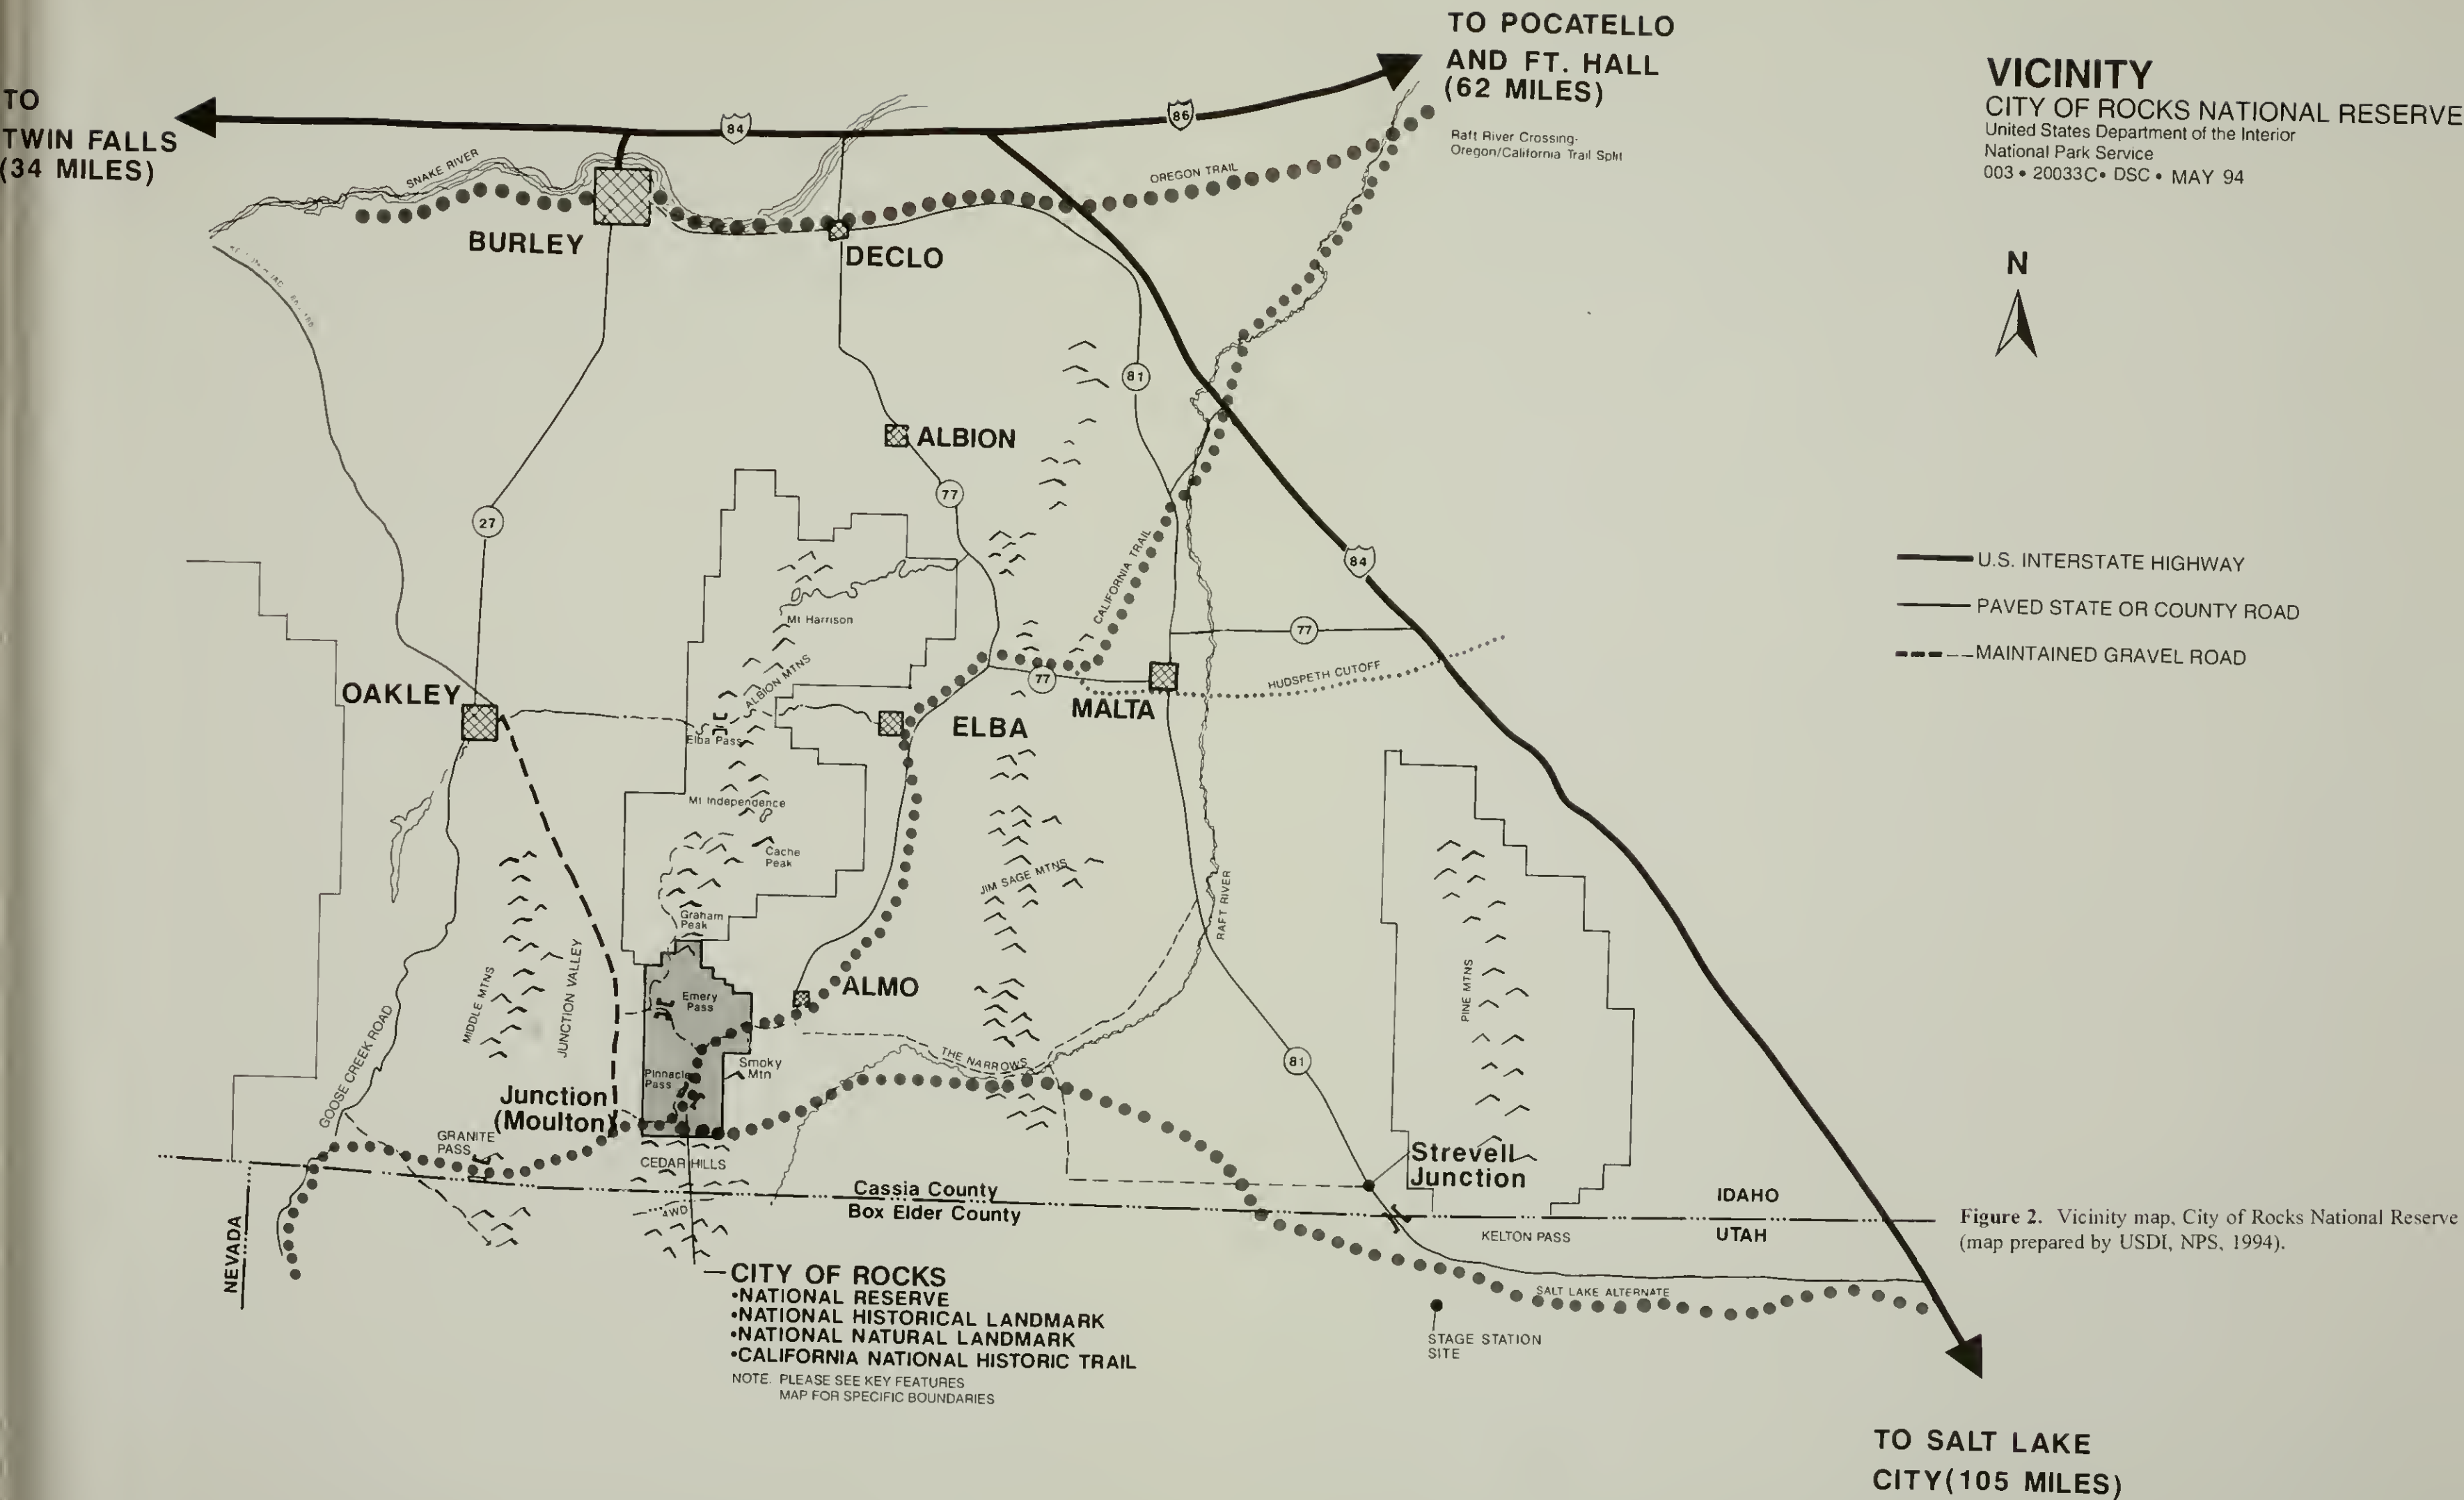 TO POCATELLO
AND FT. HALL
(62 MILES)
VICINITY
CITY OF ROCKS NATIONAL RESERVE
United States Department of the Interior
National Park Service
003 • 20033C • DSC • MAY 94
TO
TWIN FALLS
(34 MILES)
84
86
Raft River Crossing-
Oregon/California Trail Split
SNAKE RIVER
OREGON TRAIL
BURLEY
DECLO
N
81
ALBION
77
27
84
CALIFORNIA TRAIL
U.S. INTERSTATE HIGHWAY
PAVED STATE OR COUNTY ROAD
MAINTAINED GRAVEL ROAD
Mt Harrison
77
ALBION MTNS
77
HUDSPETH CUTOFF
OAKLEY
MALTA
ELBA
Elba Pass
Mt Independence
Cache
Peak
JIM SAGE MTNS
RAFT RIVER
Graham
Peak
MIDDLE MTNS
JUNCTION VALLEY
GOOSE CREEK ROAD
ALMO
Emery
Pass
PINE MTNS
THE NARROWS
81
Smoky
Mtn
Pinnacle
Pass
Junction
(Moulton)
GRANITE
PASS
CEDAR HILLS
Strevell
Junction
Cassia County
Box Elder County
IDAHO
UTAH
4WD
KELTON PASS
NEVADA
Figure 2. Vicinity map, City of Rocks National Reserve
(map prepared by USDI, NPS, 1994).
CITY OF ROCKS
•NATIONAL RESERVE
•NATIONAL HISTORICAL LANDMARK
•NATIONAL NATURAL LANDMARK
•CALIFORNIA NATIONAL HISTORIC TRAIL
NOTE. PLEASE SEE KEY FEATURES
MAP FOR SPECIFIC BOUNDARIES
SALT LAKE ALTERNATE
STAGE STATION
SITE
TO SALT LAKE
CITY(105 MILES)